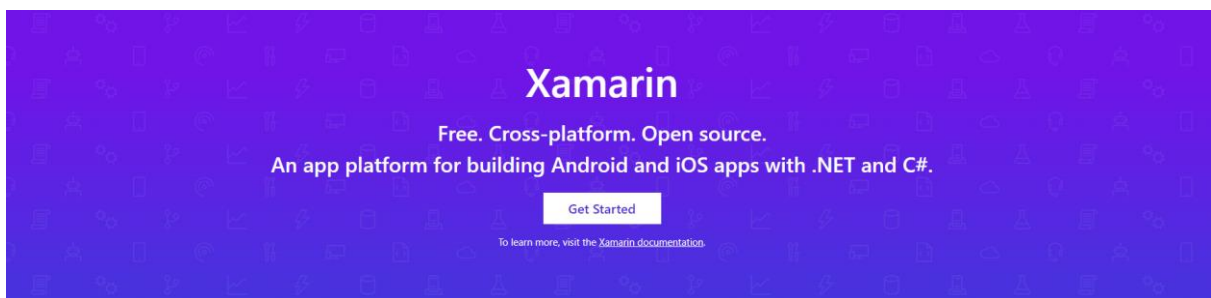 Xamarin
Free. Cross-platform. Open source.
An app platform for building Android and iOS apps with .NET and C#.
Get Started
To learn more, visit the Xamarin documentation.